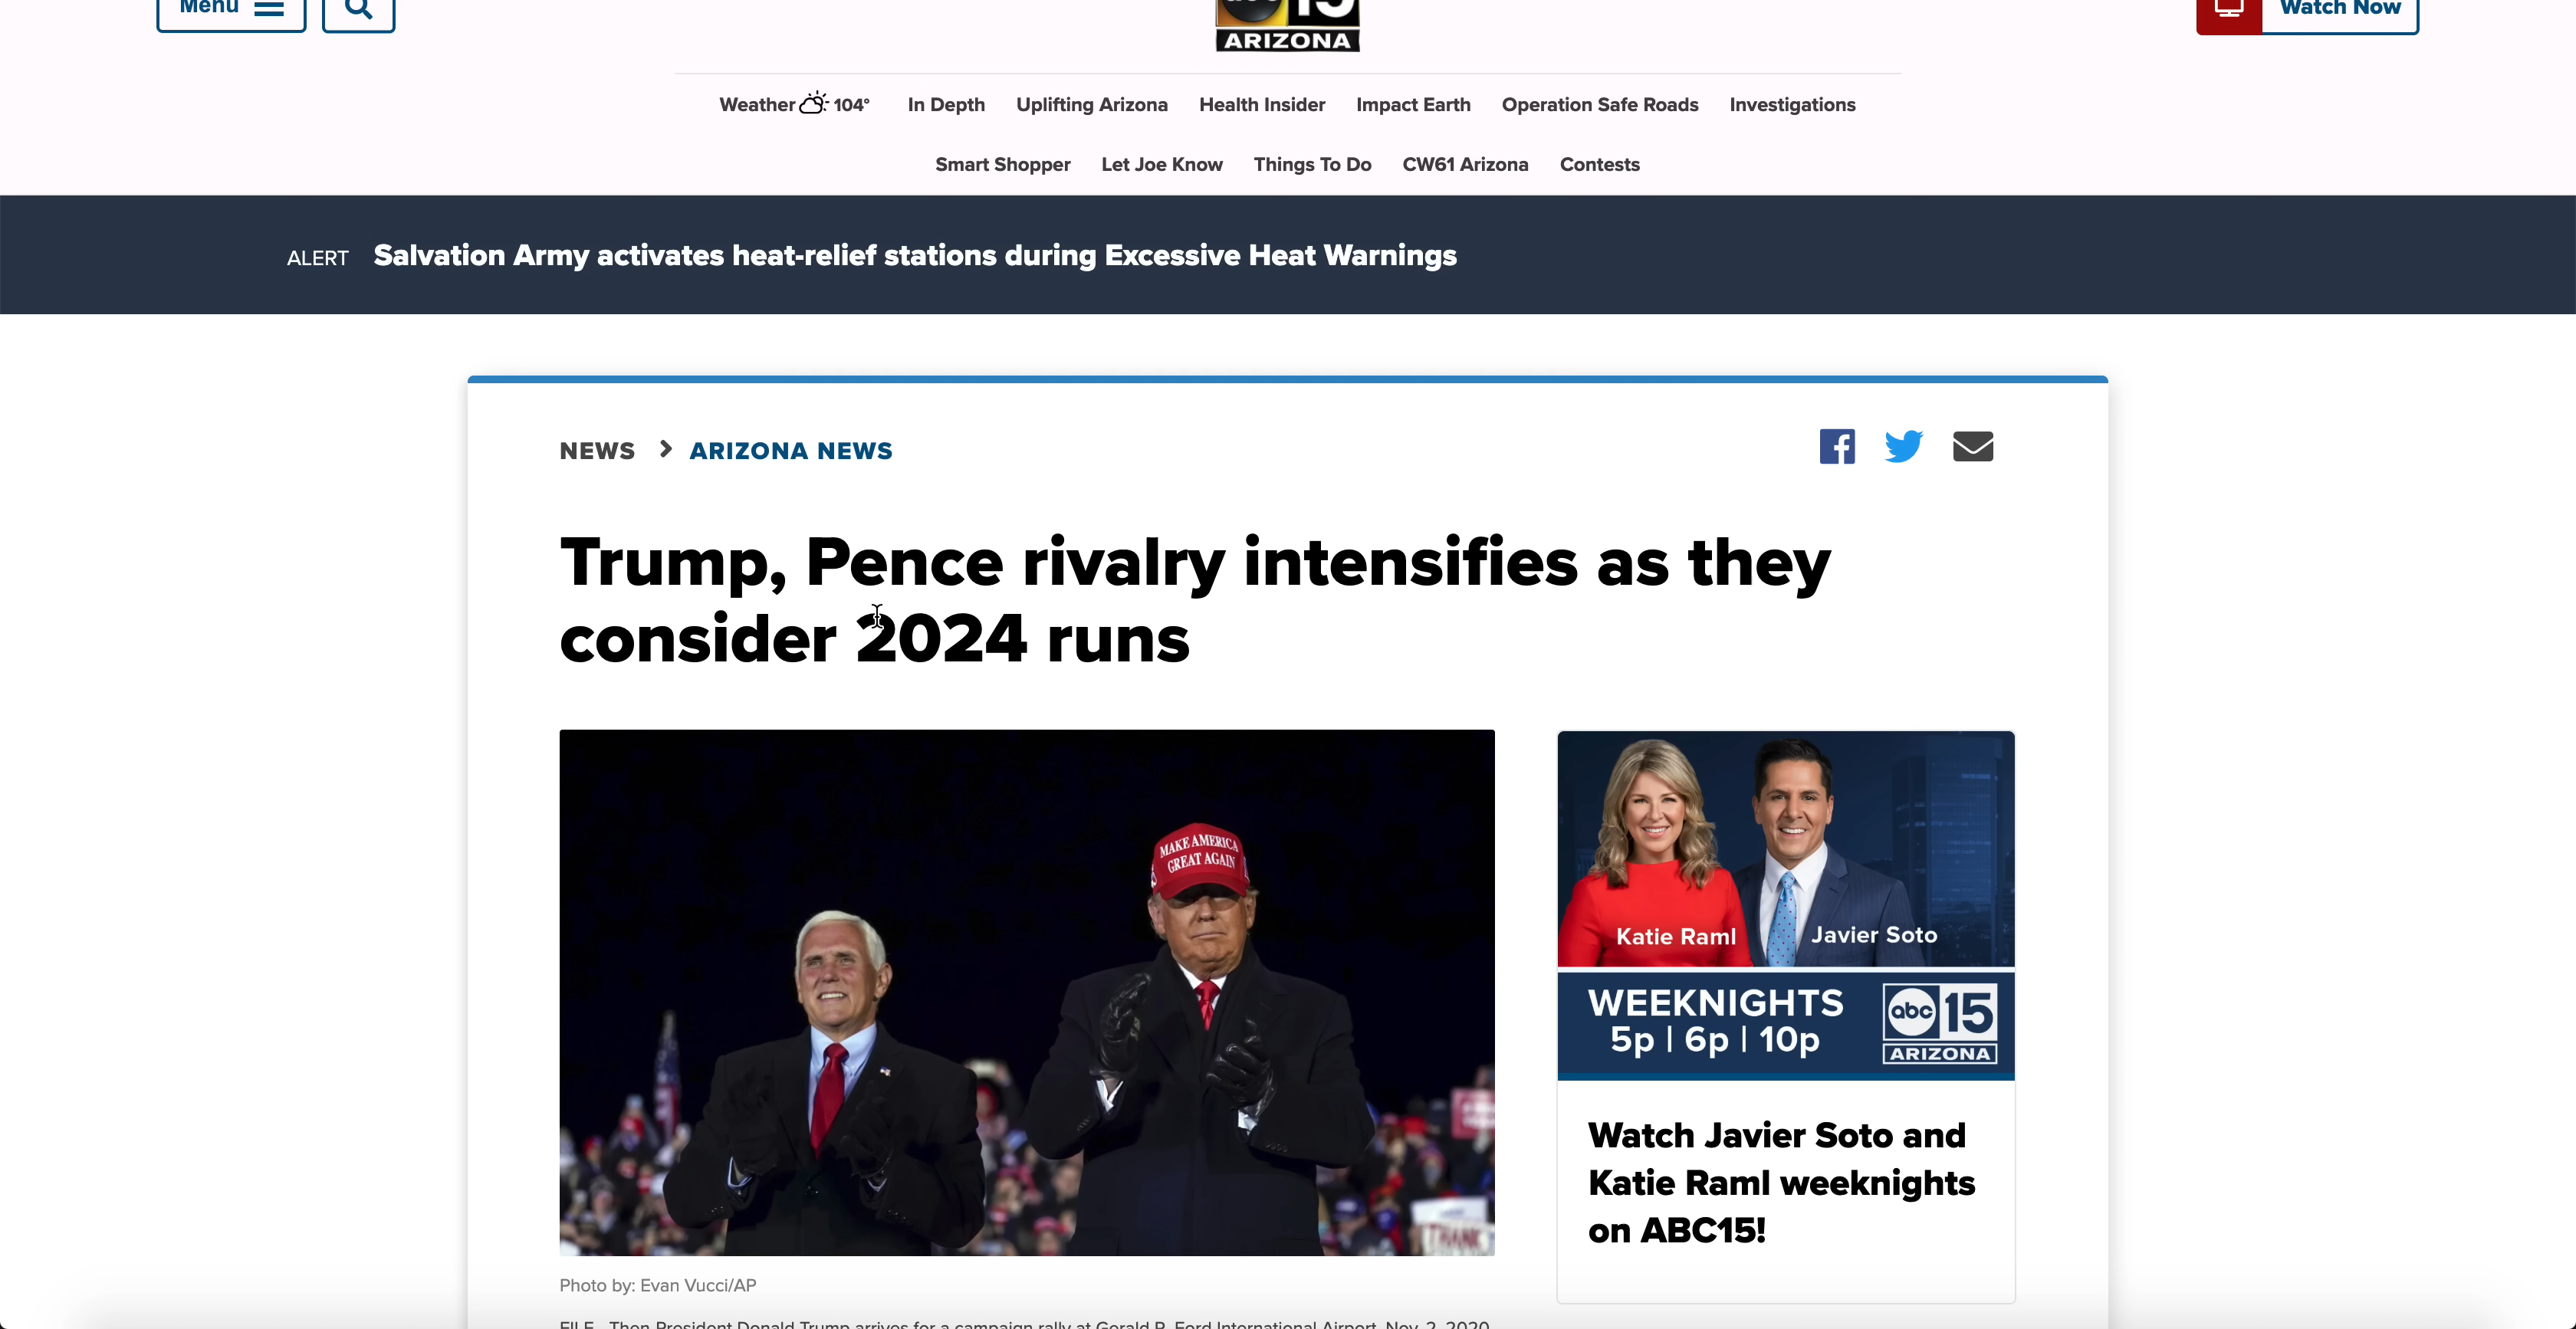 Menu
Watch Now
abc 15
ARIZONA
Weather 104° In Depth Uplifting Arizona Health Insider Impact Earth Operation Safe Roads Investigations
Smart Shopper Let Joe Know Things To Do CW61 Arizona Contests
ALERT Salvation Army activates heat-relief stations during Excessive Heat Warnings
NEWS > ARIZONA NEWS
Trump, Pence rivalry intensifies as they
consider 2024 runs
MAKE AMERICA
GREAT AGAIN
THANK
Photo by: Evan Vucci/AP
FILE - Then President Donald Trump arrives for a campaign rally at Gerald R. Ford International Airport, Nov. 2, 2020,
Katie Raml Javier Soto
WEEKNIGHTS
5p | 6p | 10p
abc 15
ARIZONA
Watch Javier Soto and
Katie Raml weeknights
on ABC15!